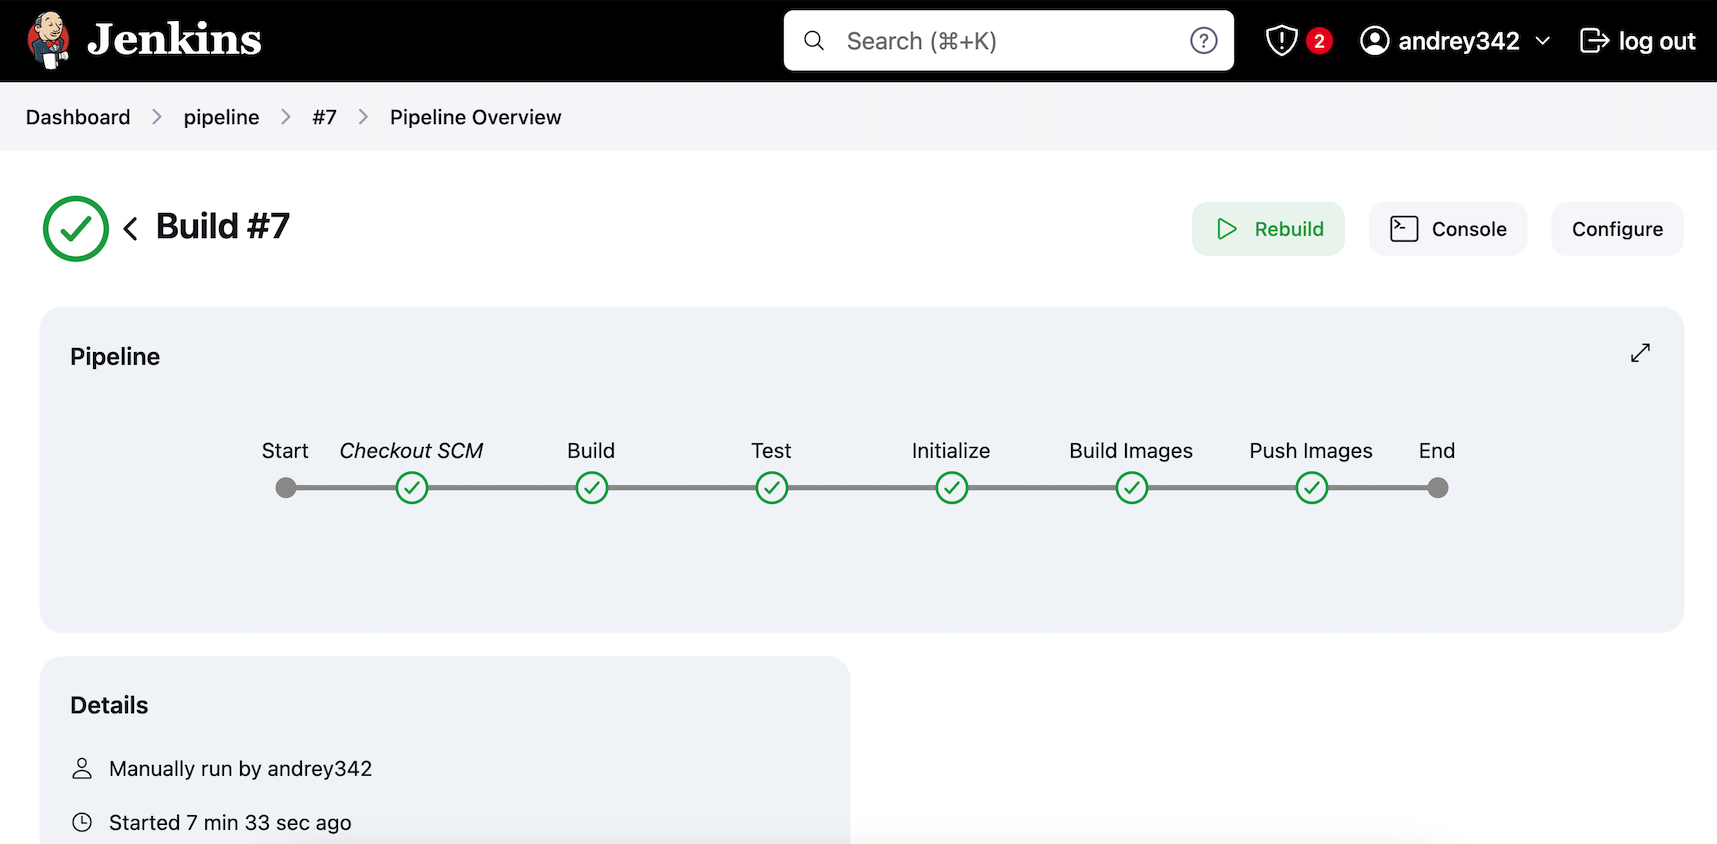 Jenkins
Search (⌘+K)
?
2
andrey342
log out
Dashboard > pipeline > #7 > Pipeline Overview
Build #7
Rebuild
Console
Configure
Pipeline
Start Checkout SCM Build Test Initialize Build Images Push Images End
Details
Manually run by andrey342
Started 7 min 33 sec ago